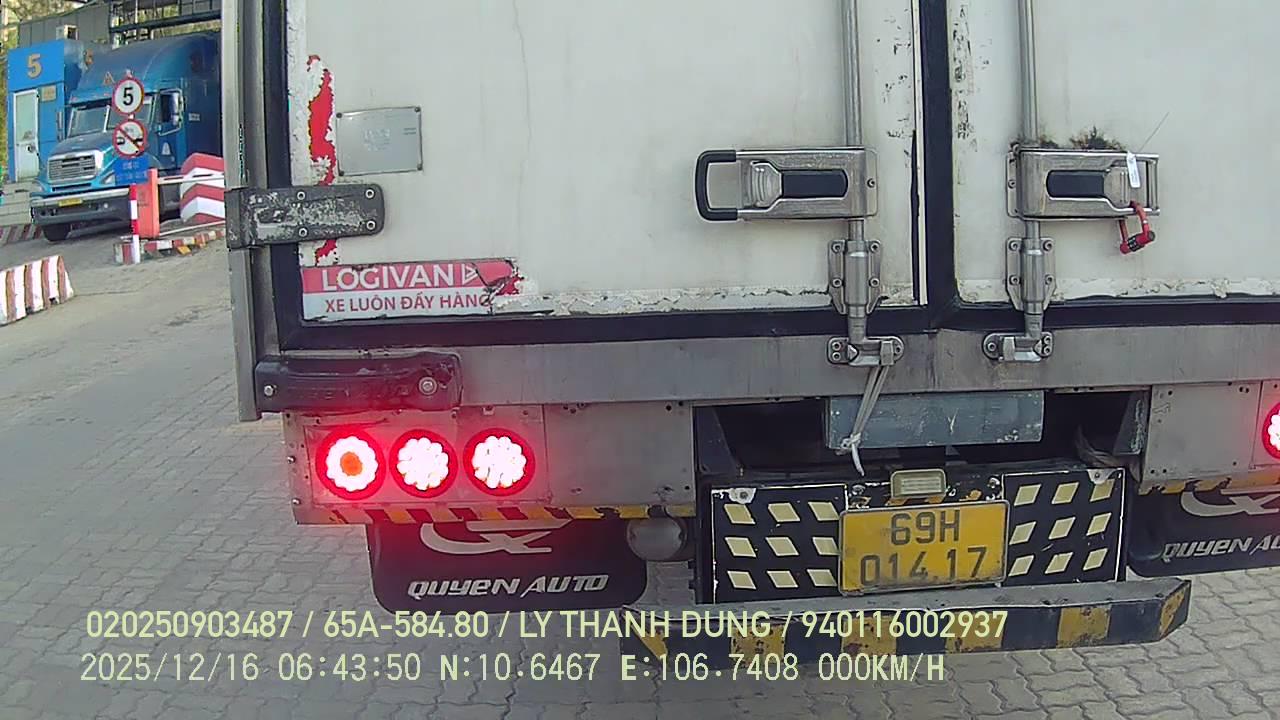 5
5
LOGIVAN
XE LUÔN ĐẦY HÀNG
69H
014.17
QUYEN AUTO
QUYEN AU
020250903487 / 65A-584.80 / LY THANH DUNG / 940116002937
2025/12/16 06:43:50 N:10.6467 E:106.7408 000KM/H